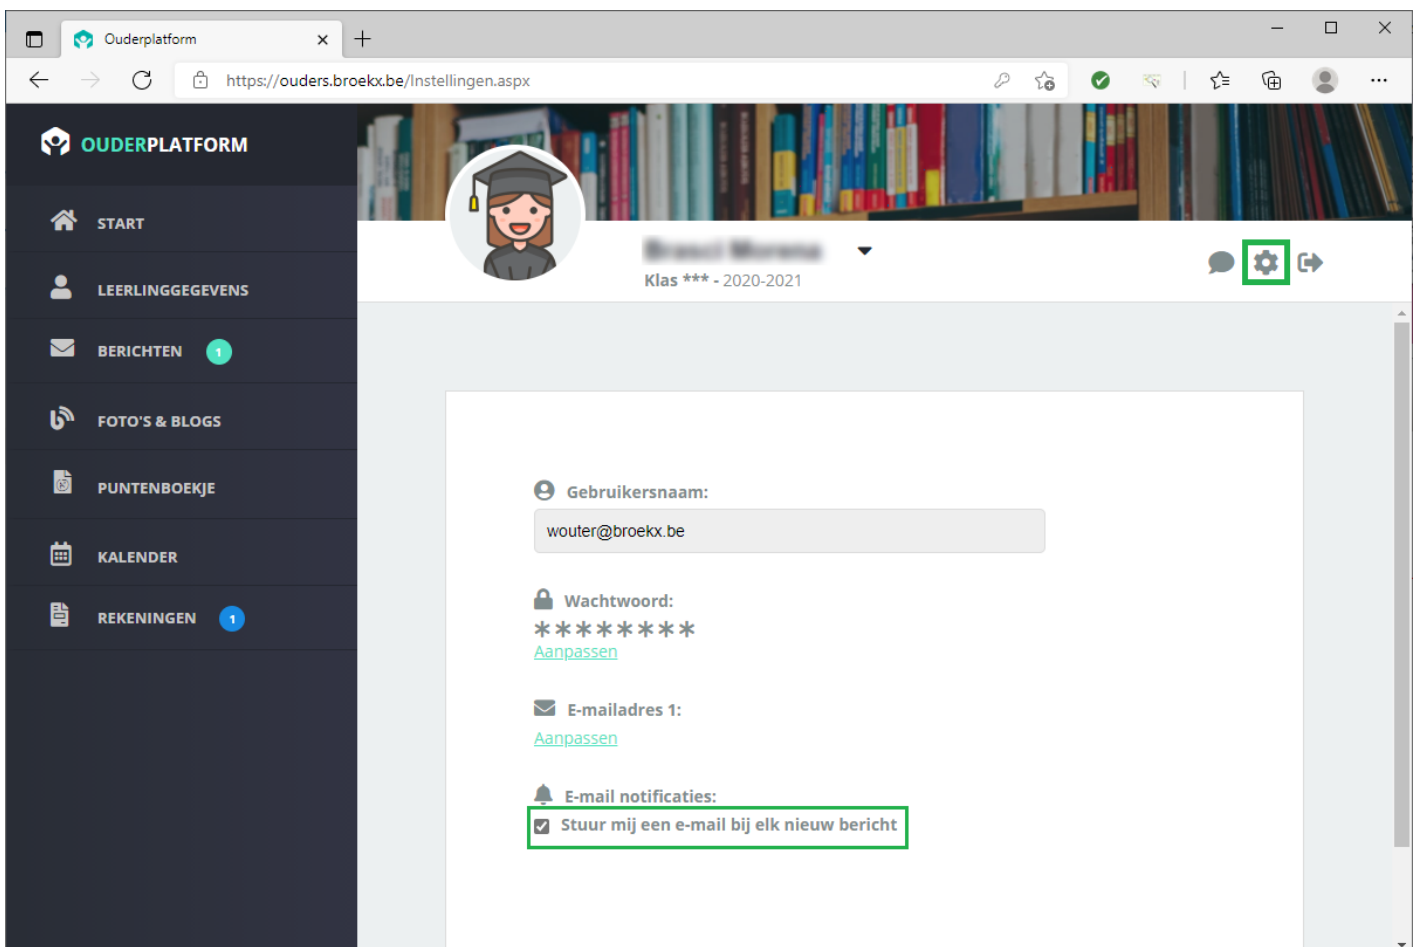 Ouderplatform
https://ouders.broekx.be/Instellingen.aspx
OUDERPLATFORM
START
LEERLINGGEGEVENS
BERICHTEN 1
FOTO'S & BLOGS
PUNTENBOEKJE
KALENDER
REKENINGEN 1
Klas *** - 2020-2021
Gebruikersnaam:
wouter@broekx.be
Wachtwoord:
********
Aanpassen
E-mailadres 1:
Aanpassen
E-mail notificaties:
Stuur mij een e-mail bij elk nieuw bericht